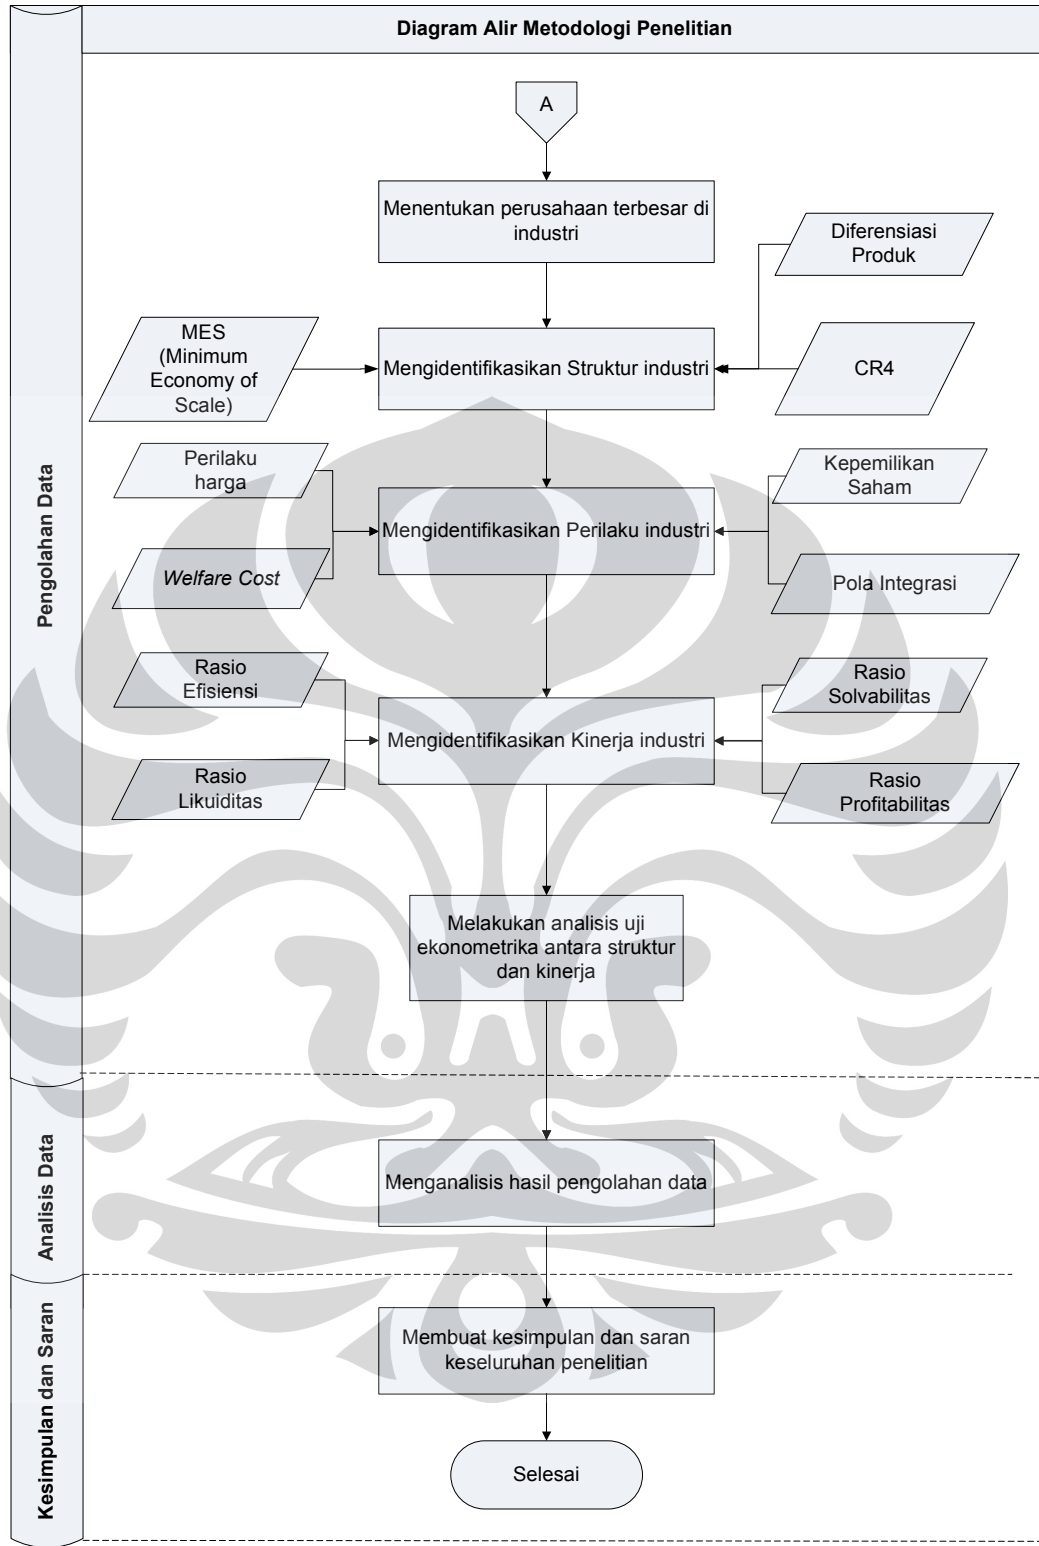 Diagram Alir Metodologi Penelitian
Pengolahan Data
A
Menentukan perusahaan terbesar di
industri
Diferensiasi
Produk
MES
(Minimum
Economy of
Scale)
Mengidentifikasikan Struktur industri
CR4
Perilaku
harga
Kepemilikan
Saham
Mengidentifikasikan Perilaku industri
Welfare Cost
Pola Integrasi
Rasio
Efisiensi
Rasio
Solvabilitas
Mengidentifikasikan Kinerja industri
Rasio
Likuiditas
Rasio
Profitabilitas
Melakukan analisis uji
ekonometrika antara struktur
dan kinerja
Analisis Data
Menganalisis hasil pengolahan data
Kesimpulan dan Saran
Membuat kesimpulan dan saran
keseluruhan penelitian
Selesai